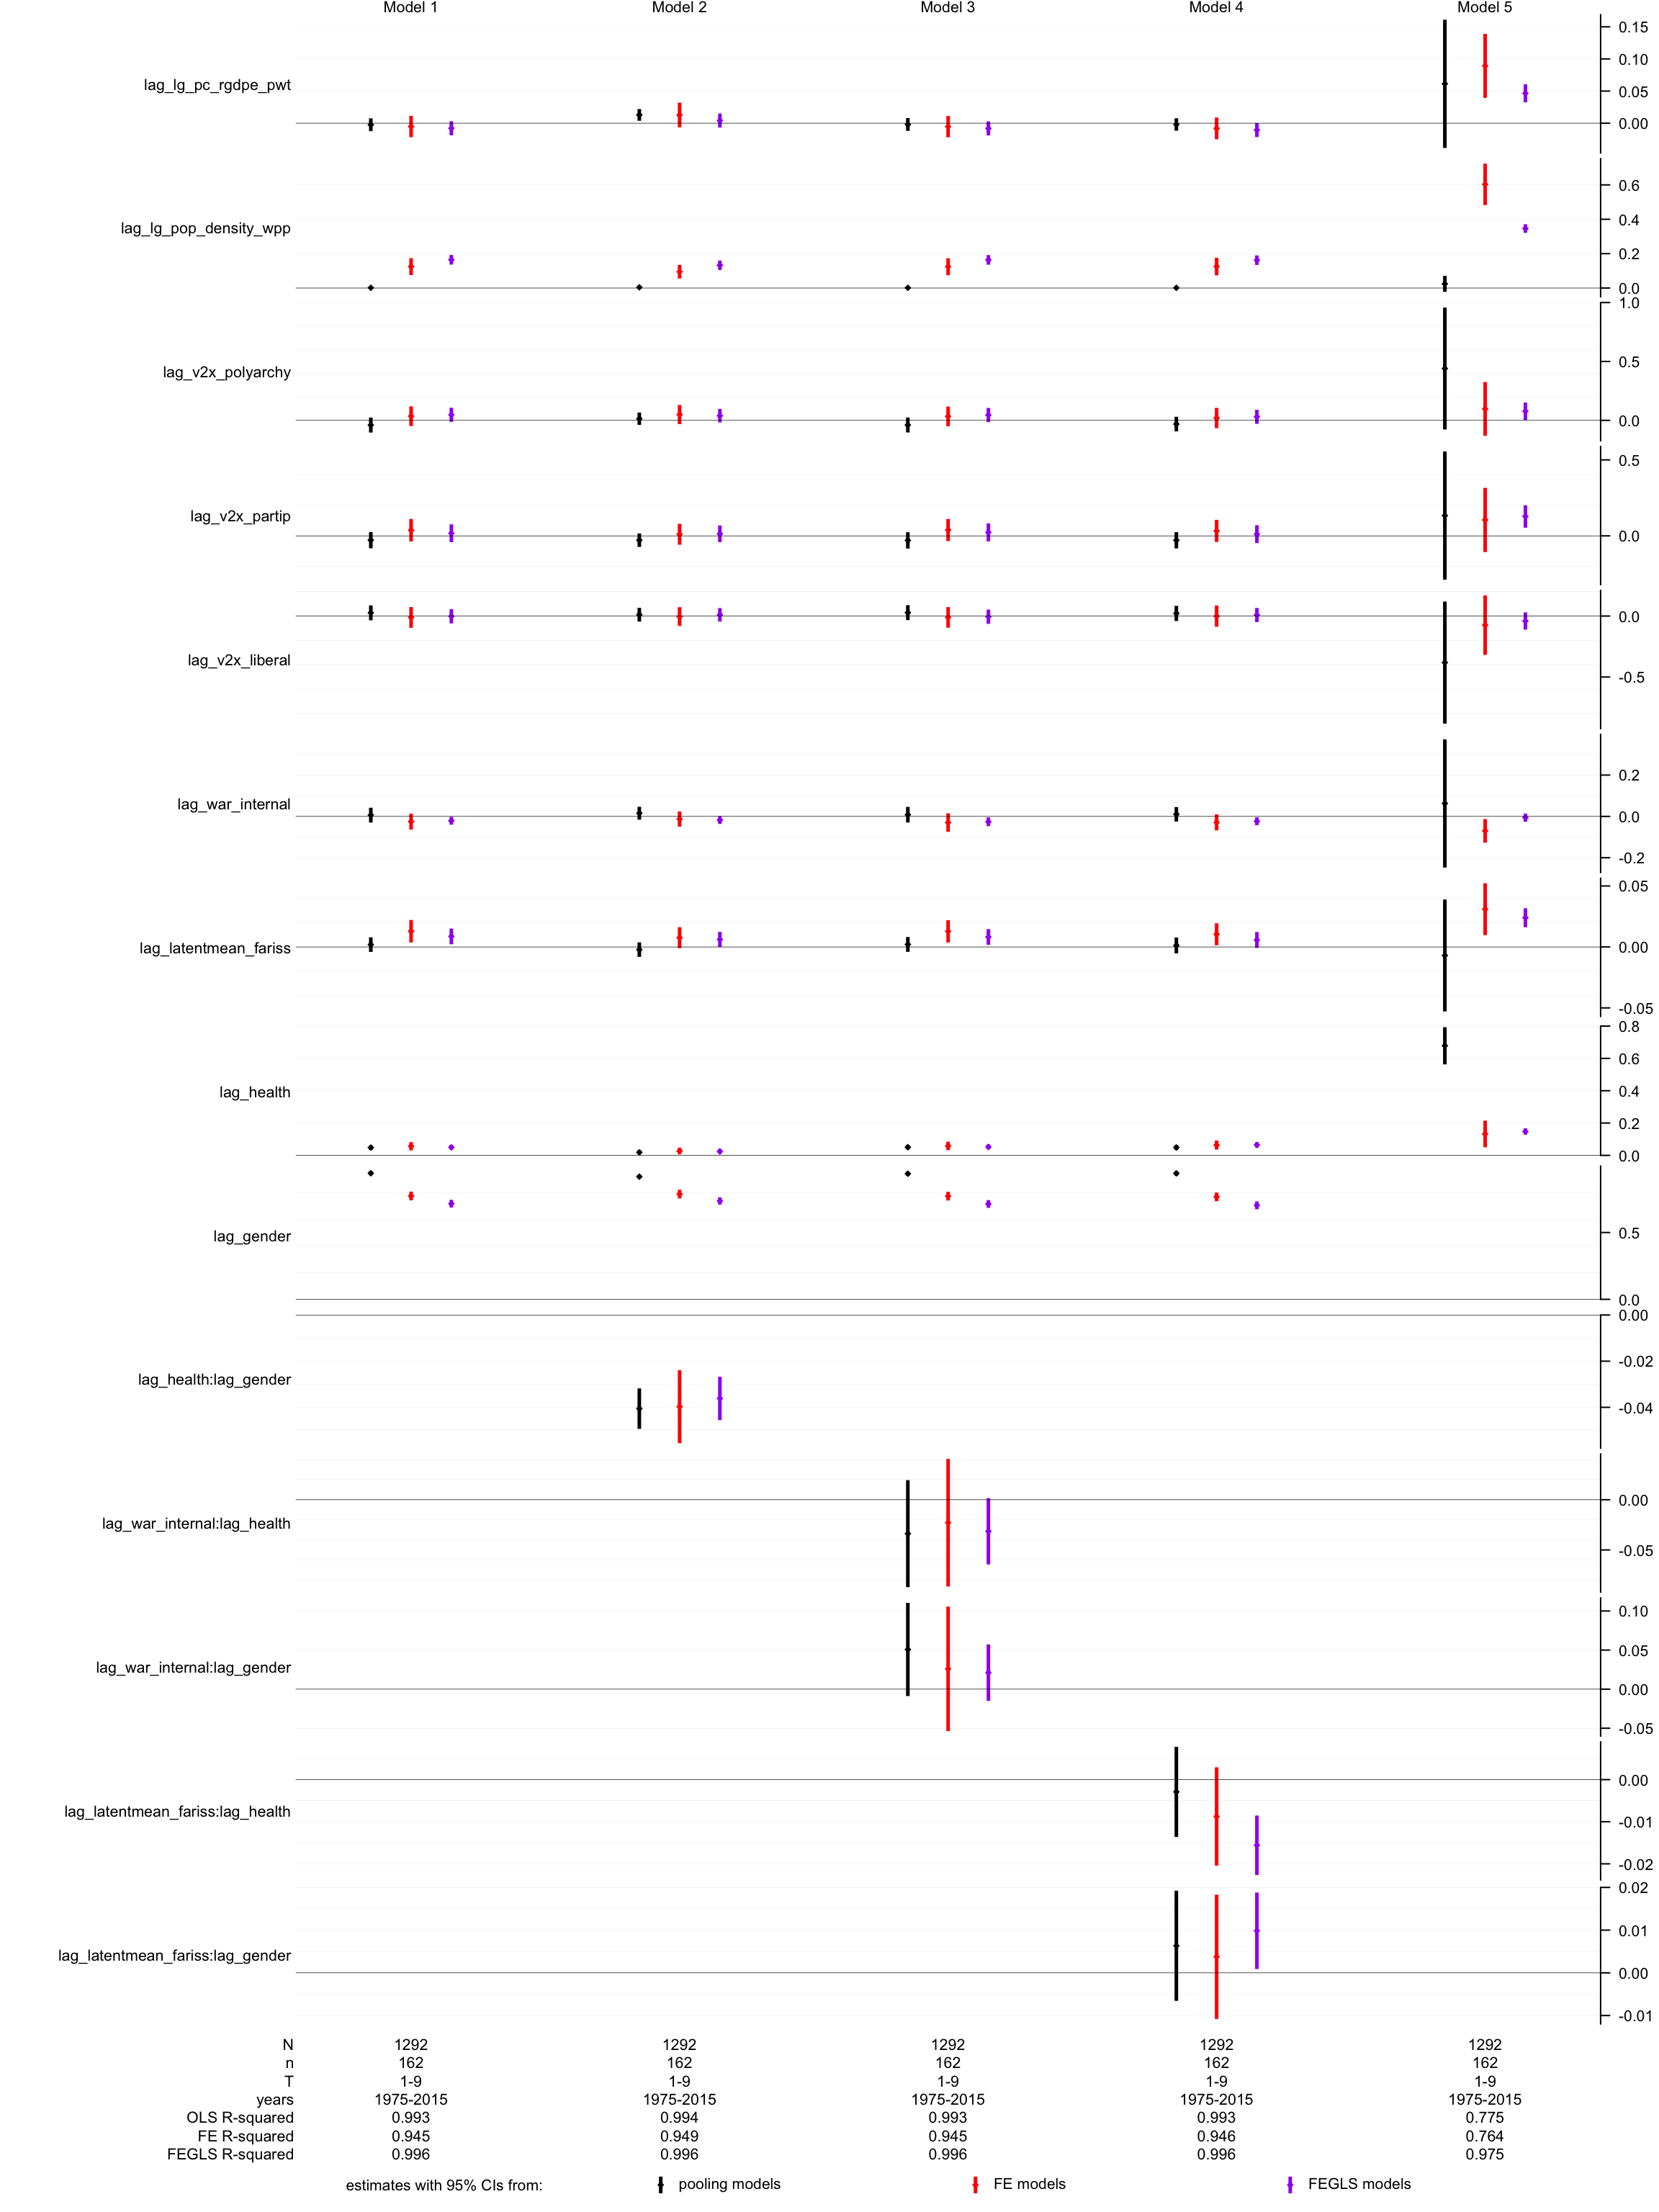 Model 1 Model 2 Model 3 Model 4 Model 5
0.15
0.10
lag_lg_pc_rgdpe_pwt
0.05
0.00
0.6
0.4
lag_lg_pop_density_wpp
0.2
0.0
1.0
0.5
lag_v2x_polyarchy
0.0
0.5
lag_v2x_partip
0.0
0.0
lag_v2x_liberal
-0.5
0.2
lag_war_internal
0.0
-0.2
0.05
lag_latentmean_fariss
0.00
-0.05
0.8
0.6
lag_health
0.4
0.2
0.0
lag_gender
0.5
0.0
0.00
-0.02
lag_health:lag_gender
-0.04
0.00
lag_war_internal:lag_health
-0.05
0.10
0.05
lag_war_internal:lag_gender
0.00
-0.05
0.00
lag_latentmean_fariss:lag_health
-0.01
-0.02
0.02
0.01
lag_latentmean_fariss:lag_gender
0.00
-0.01
N 1292 1292 1292 1292 1292
n 162 162 162 162 162
T 1-9 1-9 1-9 1-9 1-9
years 1975-2015 1975-2015 1975-2015 1975-2015 1975-2015
OLS R-squared 0.993 0.994 0.993 0.993 0.775
FE R-squared 0.945 0.949 0.945 0.946 0.764
FEGLS R-squared 0.996 0.996 0.996 0.996 0.975
estimates with 95% CIs from: pooling models FE models FEGLS models